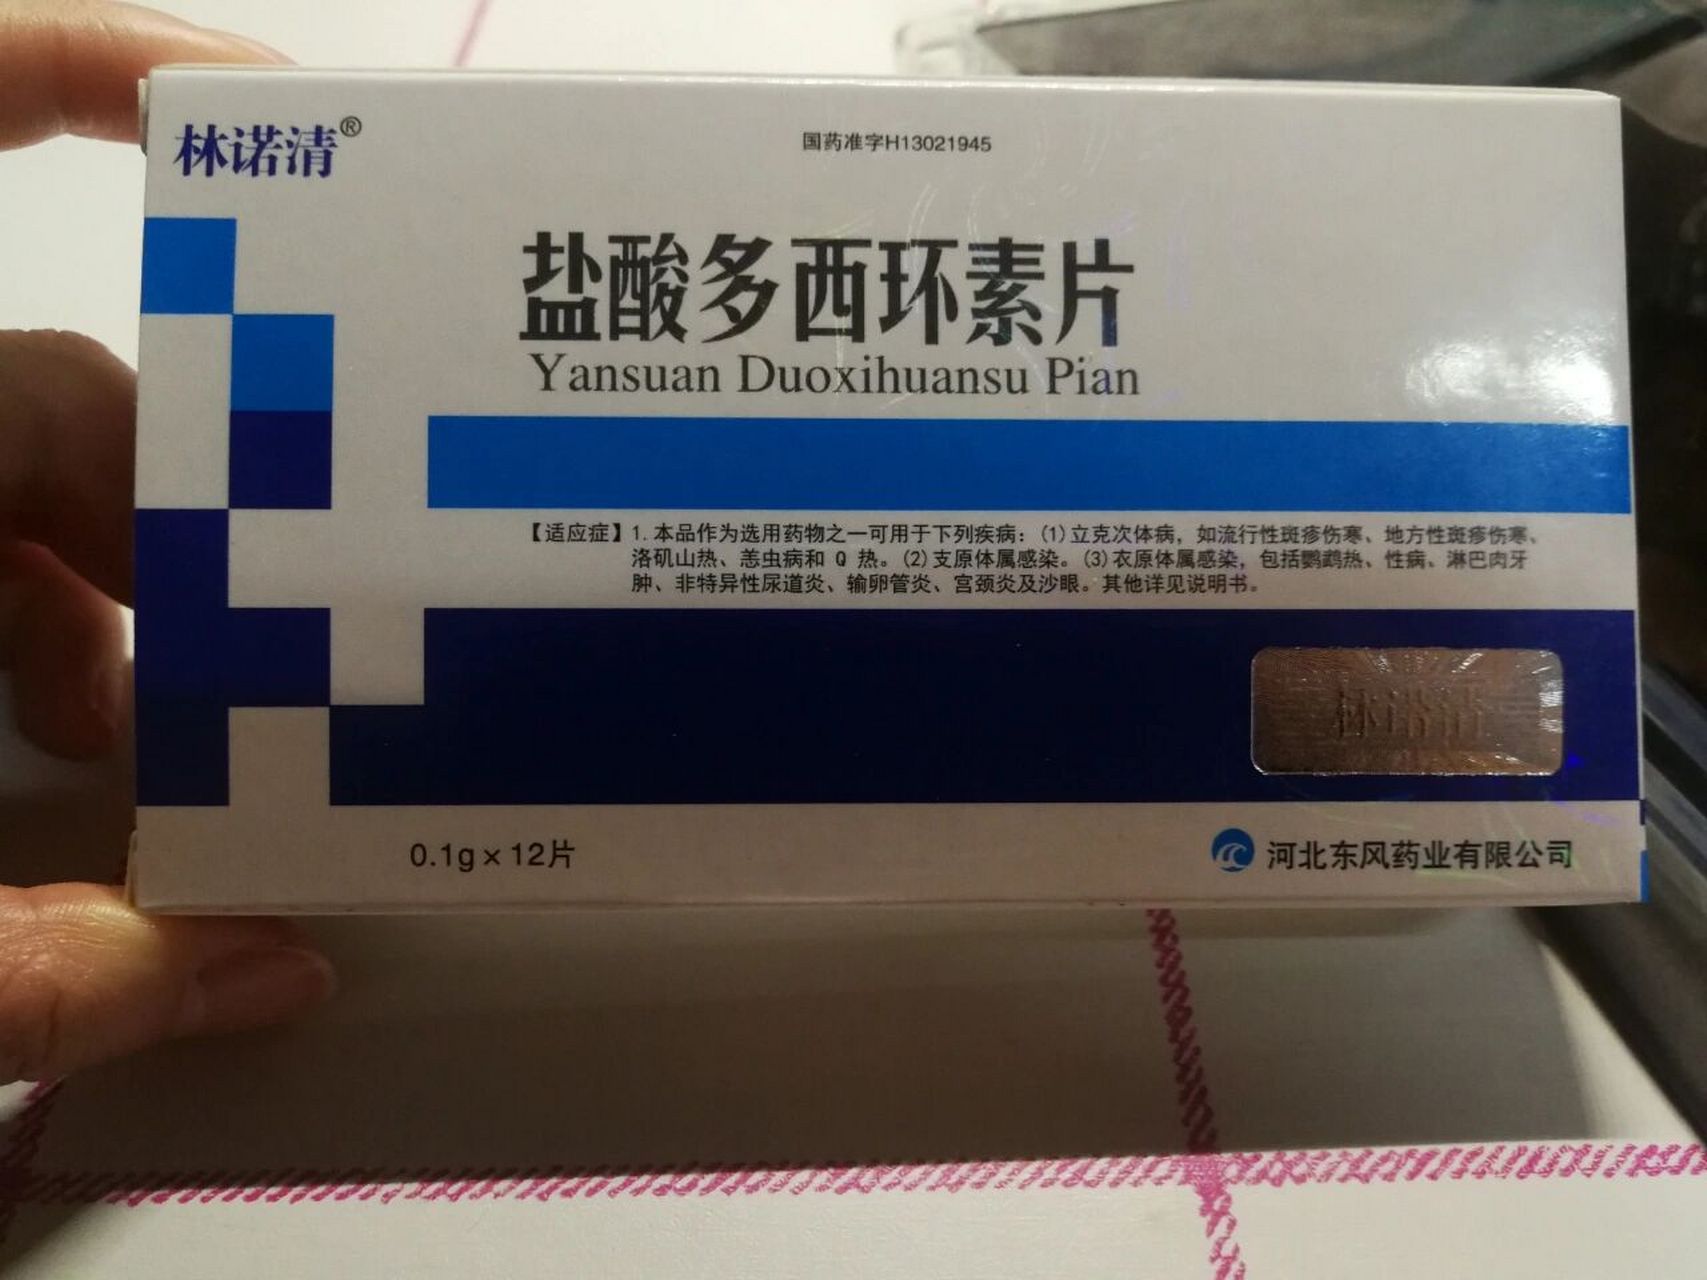 林诺清®
国药准字H13021945
盐酸多西环素片
Yansuan Duoxihuansu Pian
【适应症】1.本品作为选用药物之一可用于下列疾病：(1)立克次体病，如流行性斑疹伤寒、地方性斑疹伤寒、
洛矶山热、恙虫病和 Q 热。(2)支原体属感染。(3)衣原体属感染，包括鹦鹉热、性病、淋巴肉牙
肿、非特异性尿道炎、输卵管炎、宫颈炎及沙眼。其他详见说明书。
林诺清
0.1g×12片
河北东风药业有限公司